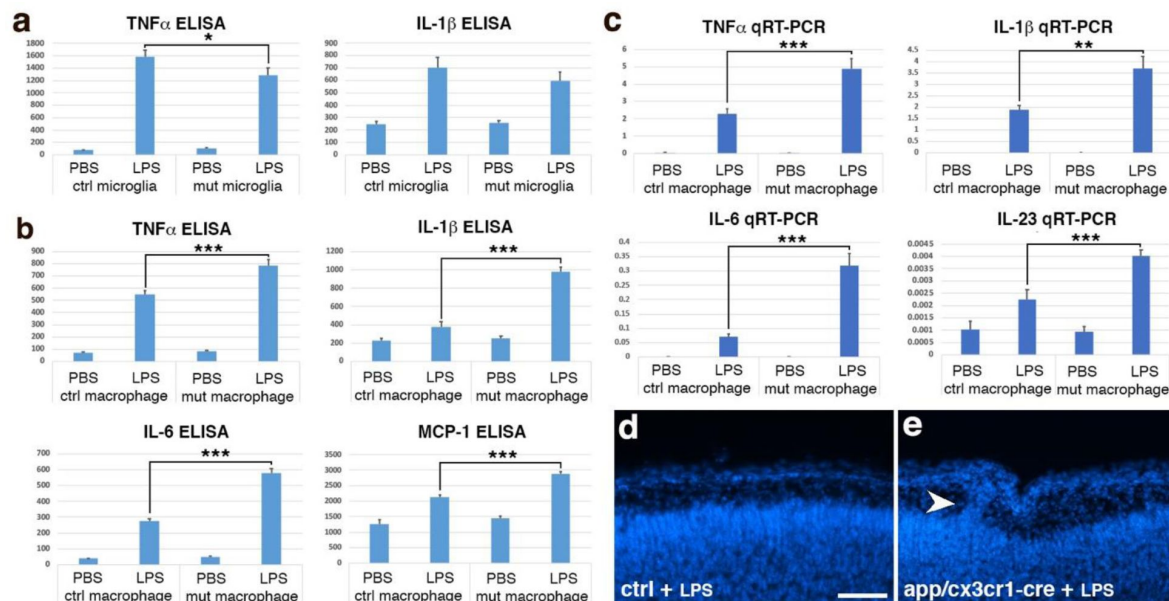 a
TNFα ELISA
*
1800
1600
1400
1200
1000
800
600
400
200
0
PBS LPS PBS LPS
ctrl microglia mut microglia
IL-1β ELISA
900
800
700
600
500
400
300
200
100
0
PBS LPS PBS LPS
ctrl microglia mut microglia
b
TNFα ELISA
***
900
800
700
600
500
400
300
200
100
0
PBS LPS PBS LPS
ctrl macrophage mut macrophage
IL-1β ELISA
***
1200
1000
800
600
400
200
0
PBS LPS PBS LPS
ctrl macrophage mut macrophage
IL-6 ELISA
***
700
600
500
400
300
200
100
0
PBS LPS PBS LPS
ctrl macrophage mut macrophage
MCP-1 ELISA
***
3500
3000
2500
2000
1500
1000
500
0
PBS LPS PBS LPS
ctrl macrophage mut macrophage
c
TNFα qRT-PCR
***
6
5
4
3
2
1
0
PBS LPS PBS LPS
ctrl macrophage mut macrophage
IL-1β qRT-PCR
**
4.5
4
3.5
3
2.5
2
1.5
1
0.5
0
PBS LPS PBS LPS
ctrl macrophage mut macrophage
IL-6 qRT-PCR
***
0.4
0.35
0.3
0.25
0.2
0.15
0.1
0.05
0
PBS LPS PBS LPS
ctrl macrophage mut macrophage
IL-23 qRT-PCR
***
0.0045
0.004
0.0035
0.003
0.0025
0.002
0.0015
0.001
0.0005
0
PBS LPS PBS LPS
ctrl macrophage mut macrophage
d
ctrl + LPS
e
app/cx3cr1-cre + LPS